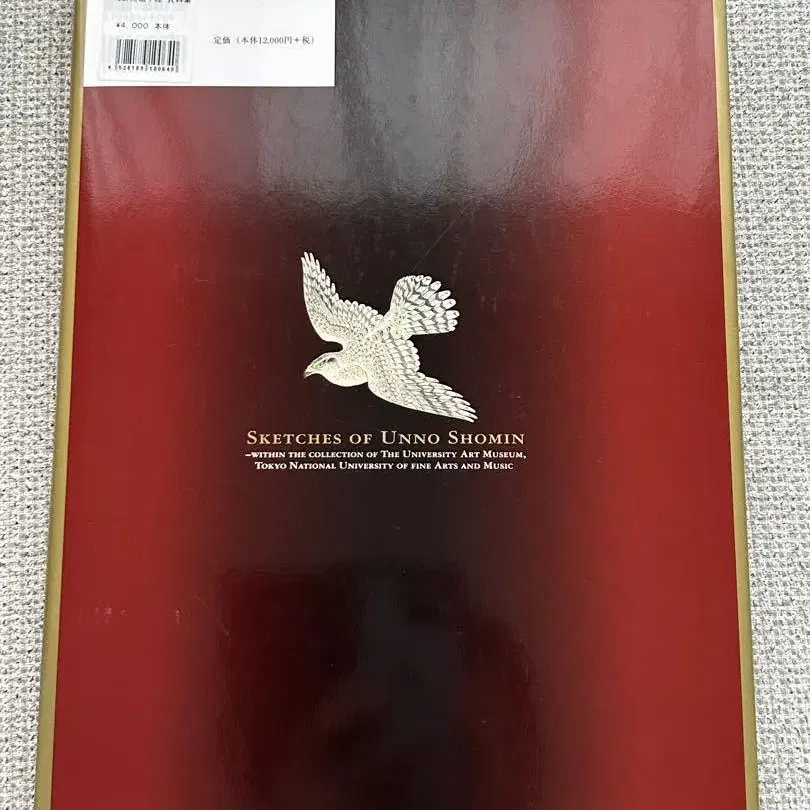 ¥4,000 本体
定価（本体12,000円＋税）
SKETCHES OF UNNO SHOMIN
–WITHIN THE COLLECTION OF THE UNIVERSITY ART MUSEUM,
TOKYO NATIONAL UNIVERSITY OF FINE ARTS AND MUSIC